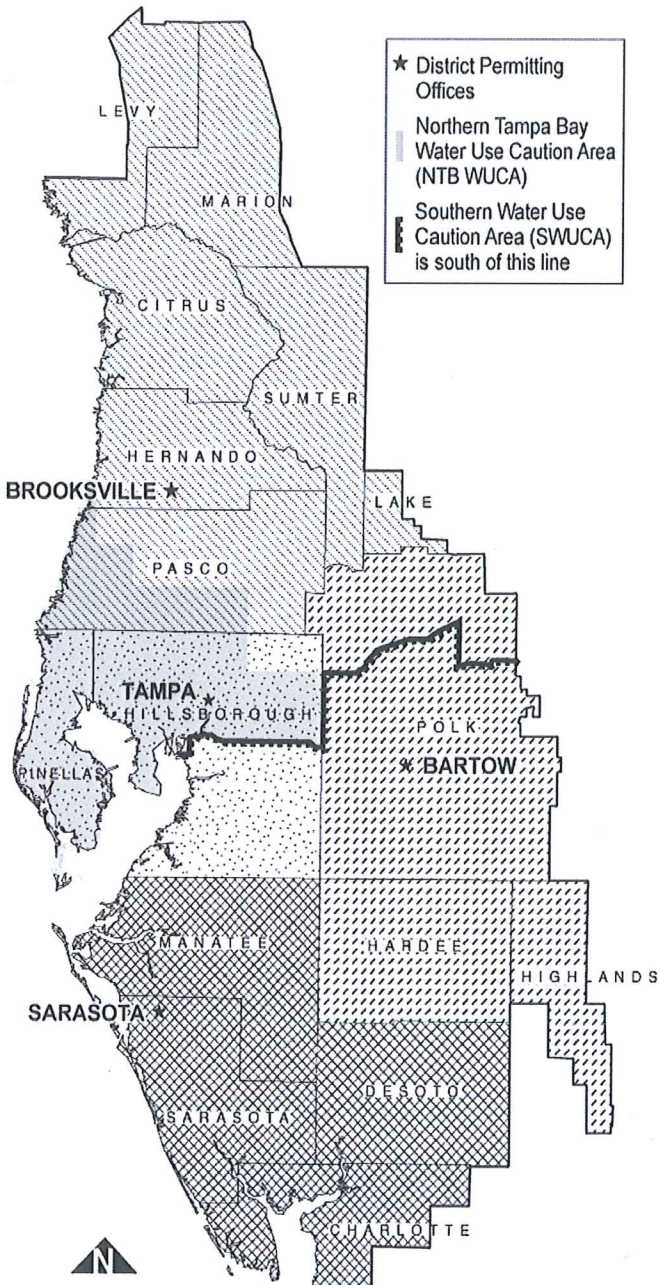 ★ District Permitting
Offices
Northern Tampa Bay
Water Use Caution Area
(NTB WUCA)
Southern Water Use
Caution Area (SWUCA)
is south of this line
LEVY
MARION
CITRUS
SUMTER
HERNANDO
BROOKSVILLE ★
LAKE
PASCO
TAMPA ★
HILLSBOROUGH
POLK
PINELLAS
★ BARTOW
MANATEE
HARDEE
HIGHLANDS
SARASOTA ★
DESOTO
SARASOTA
CHARLOTTE
N